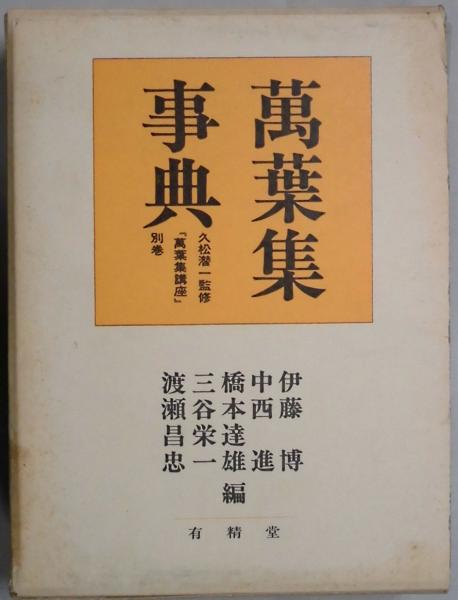 萬葉集
事典
久松潜一監修
『萬葉集講座』
別巻
伊藤博
中西進
橋本達雄編
三谷栄一
渡瀬昌忠
有精堂